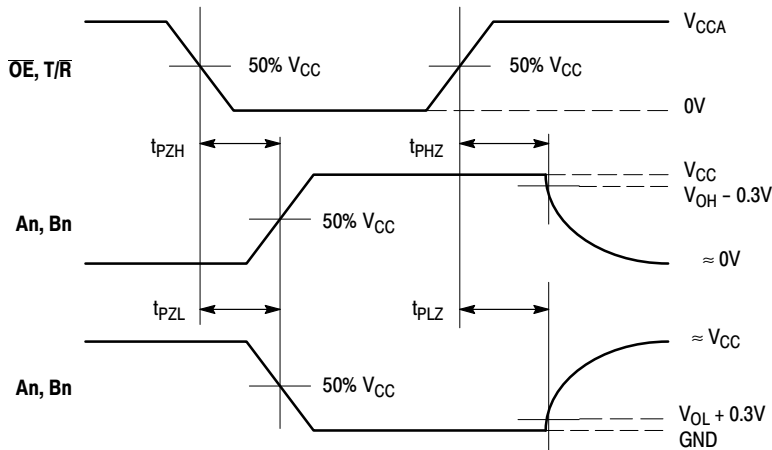 V_CCA
O̅E̅, T/R̅
50% V_CC
50% V_CC
0V
t_PZH
t_PHZ
V_CC
V_OH – 0.3V
An, Bn
50% V_CC
≈ 0V
t_PZL
t_PLZ
≈ V_CC
An, Bn
50% V_CC
V_OL + 0.3V
GND